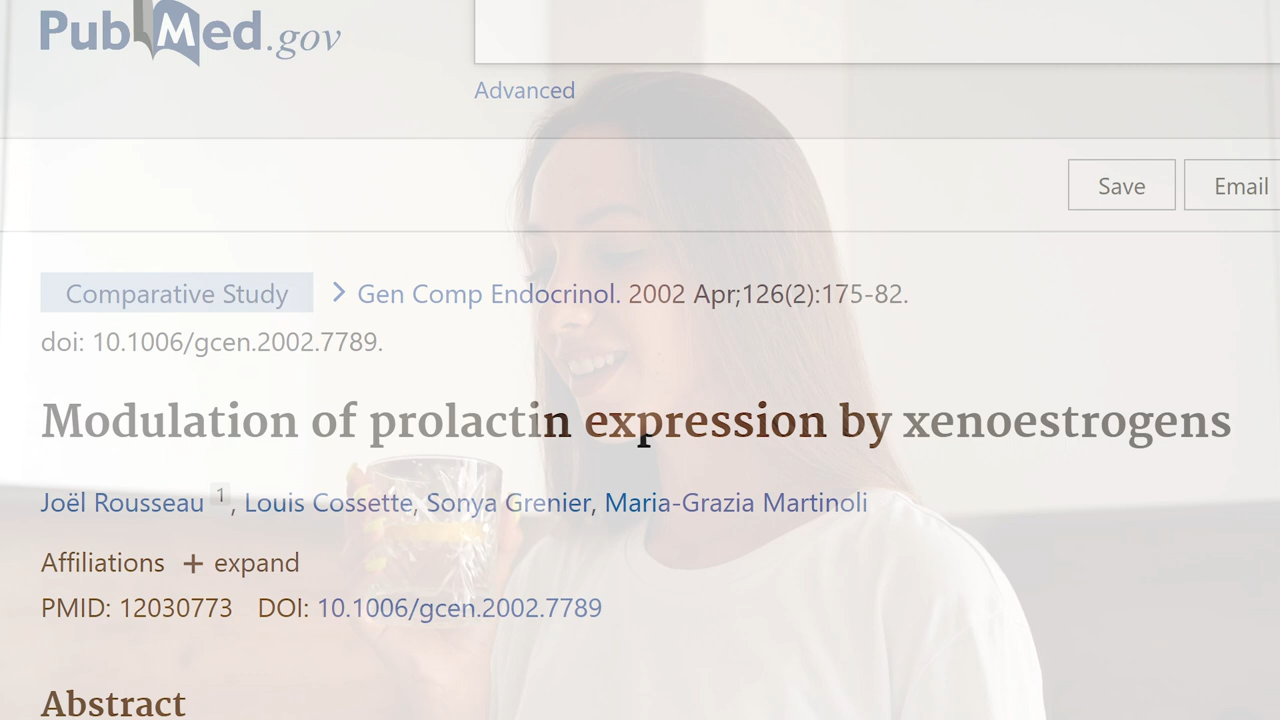 PubMed.gov
Advanced
Save Email
Comparative Study > Gen Comp Endocrinol. 2002 Apr;126(2):175-82.
doi: 10.1006/gcen.2002.7789.
Modulation of prolactin expression by xenoestrogens
Joël Rousseau 1, Louis Cossette, Sonya Grenier, Maria-Grazia Martinoli
Affiliations + expand
PMID: 12030773 DOI: 10.1006/gcen.2002.7789
Abstract